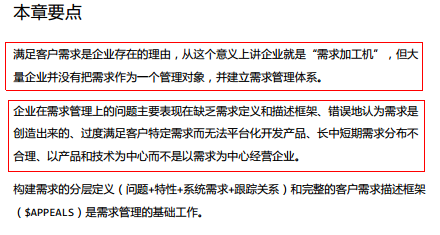 本章要点
满足客户需求是企业存在的理由，从这个意义上讲企业就是“需求加工机”，但大
量企业并没有把需求作为一个管理对象，并建立需求管理体系。
企业在需求管理上的问题主要表现在缺乏需求定义和描述框架、错误地认为需求是
创造出来的、过度满足客户特定需求而无法平台化开发产品、长中短期需求分布不
合理、以产品和技术为中心而不是以需求为中心经营企业。
构建需求的分层定义（问题+特性+系统需求+跟踪关系）和完整的客户需求描述框架
（$APPEALS）是需求管理的基础工作。